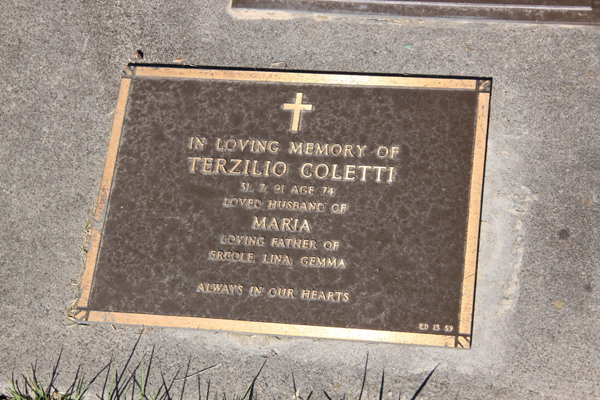 IN LOVING MEMORY OF
TERZILIO COLETTI
31. 7. 91 AGE 74
LOVED HUSBAND OF
MARIA
LOVING FATHER OF
ERCOLE, LINA, GEMMA
ALWAYS IN OUR HEARTS
ED 13 59